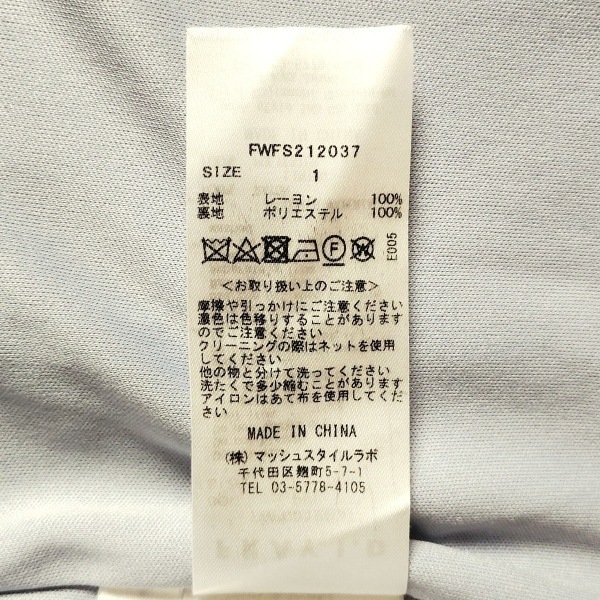 FWFS212037
SIZE 1
表地 レーヨン 100%
裏地 ポリエステル 100%
F W
E005
<お取り扱い上のご注意>
摩擦や引っかけにご注意ください
濃色は色移りすることがあります
のでご注意ください
クリーニングの際はネットを使用
してください
他の物と分けて洗ってください
洗たくで多少縮むことがあります
アイロンはあて布を使用してくだ
さい
MADE IN CHINA
(株)マッシュスタイルラボ
千代田区麹町5-7-1
TEL 03-5778-4105